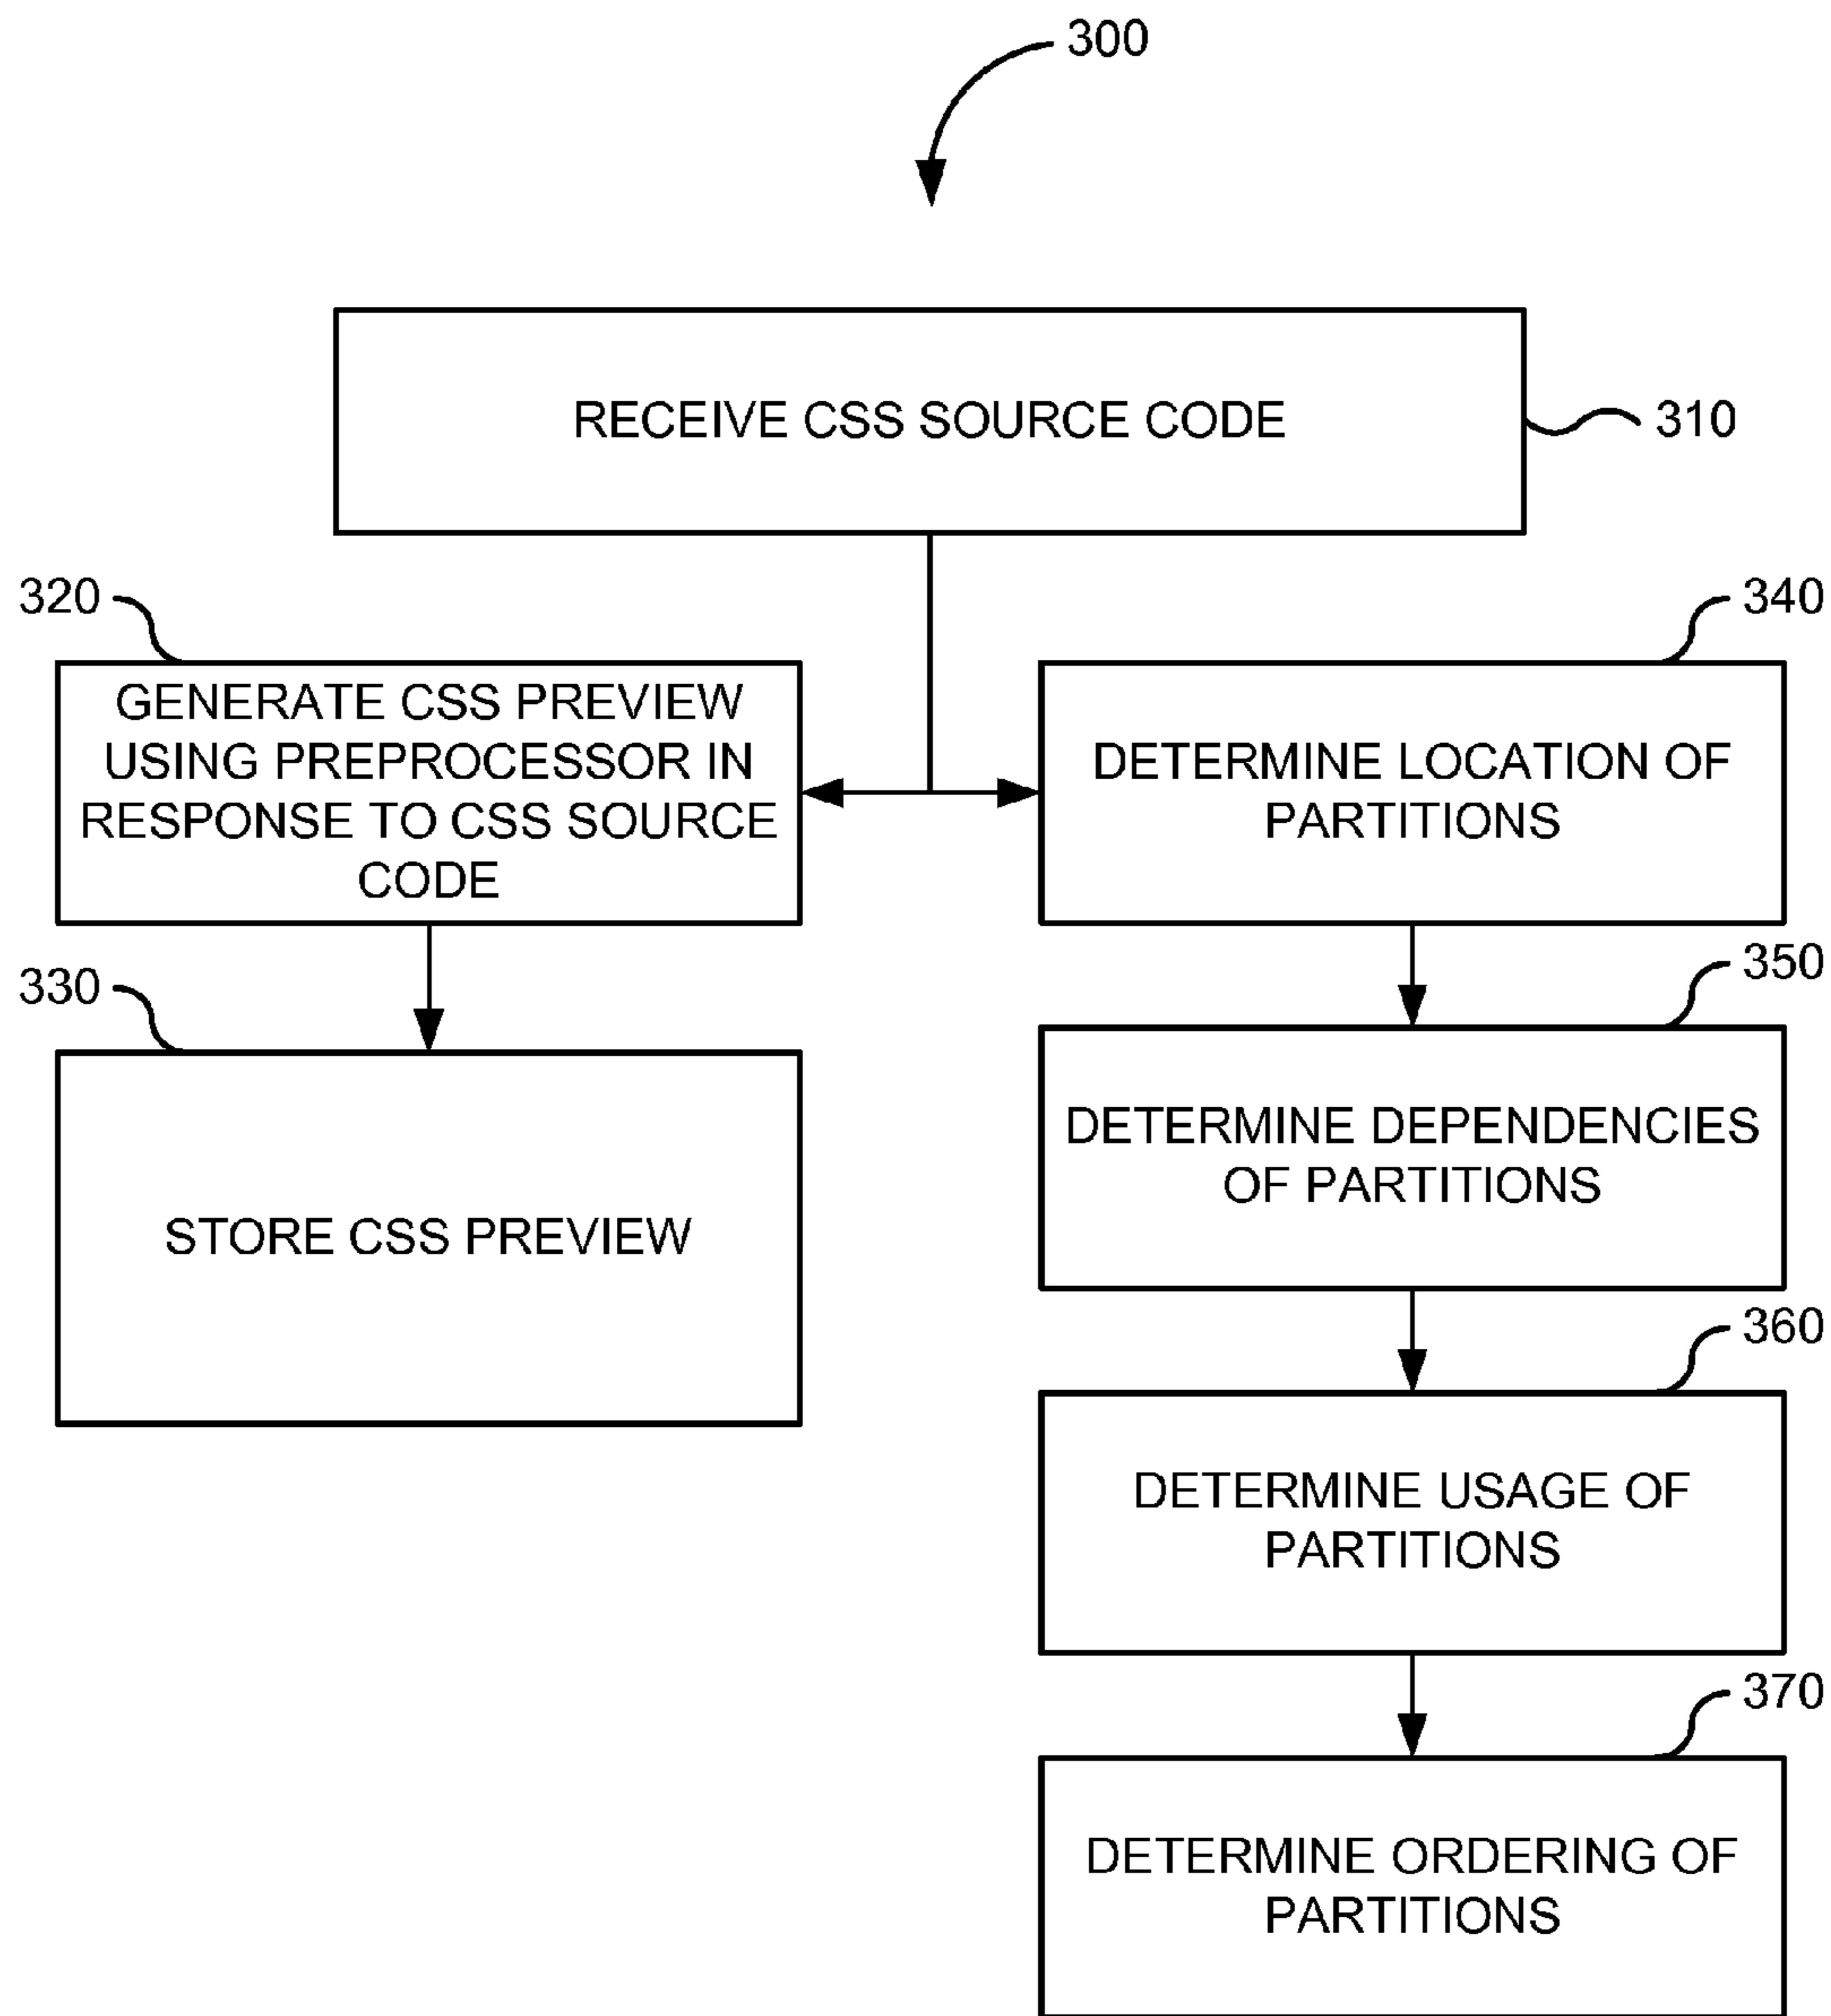 300
RECEIVE CSS SOURCE CODE
310
320
GENERATE CSS PREVIEW
USING PREPROCESSOR IN
RESPONSE TO CSS SOURCE
CODE
340
DETERMINE LOCATION OF
PARTITIONS
330
STORE CSS PREVIEW
350
DETERMINE DEPENDENCIES
OF PARTITIONS
360
DETERMINE USAGE OF
PARTITIONS
370
DETERMINE ORDERING OF
PARTITIONS